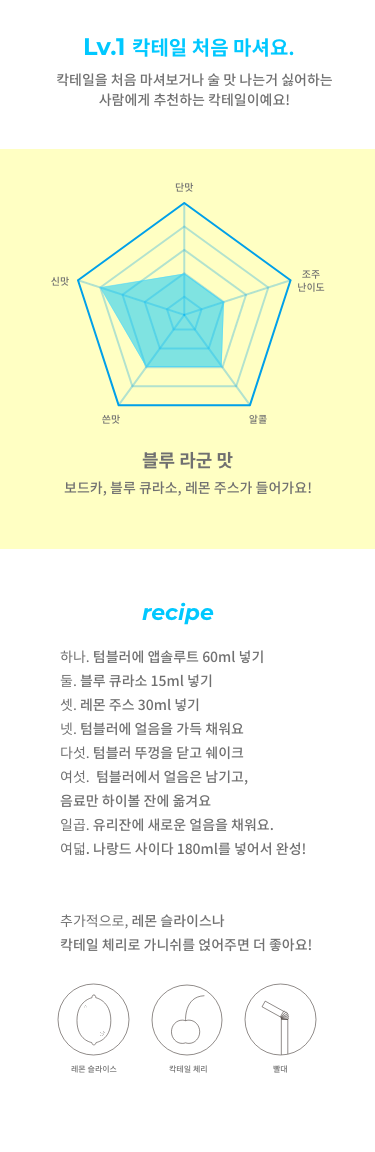 Lv.1 칵테일 처음 마셔요.
칵테일을 처음 마셔보거나 술 맛 나는거 싫어하는
사람에게 추천하는 칵테일이예요!
단맛
신맛
조주
난이도
쓴맛
알콜
블루 라군 맛
보드카, 블루 큐라소, 레몬 주스가 들어가요!
recipe
하나. 텀블러에 앱솔루트 60ml 넣기
둘. 블루 큐라소 15ml 넣기
셋. 레몬 주스 30ml 넣기
넷. 텀블러에 얼음을 가득 채워요
다섯. 텀블러 뚜껑을 닫고 쉐이크
여섯. 텀블러에서 얼음은 남기고,
음료만 하이볼 잔에 옮겨요
일곱. 유리잔에 새로운 얼음을 채워요.
여덟. 나랑드 사이다 180ml를 넣어서 완성!
추가적으로, 레몬 슬라이스나
칵테일 체리로 가니쉬를 얹어주면 더 좋아요!
레몬 슬라이스
칵테일 체리
빨대